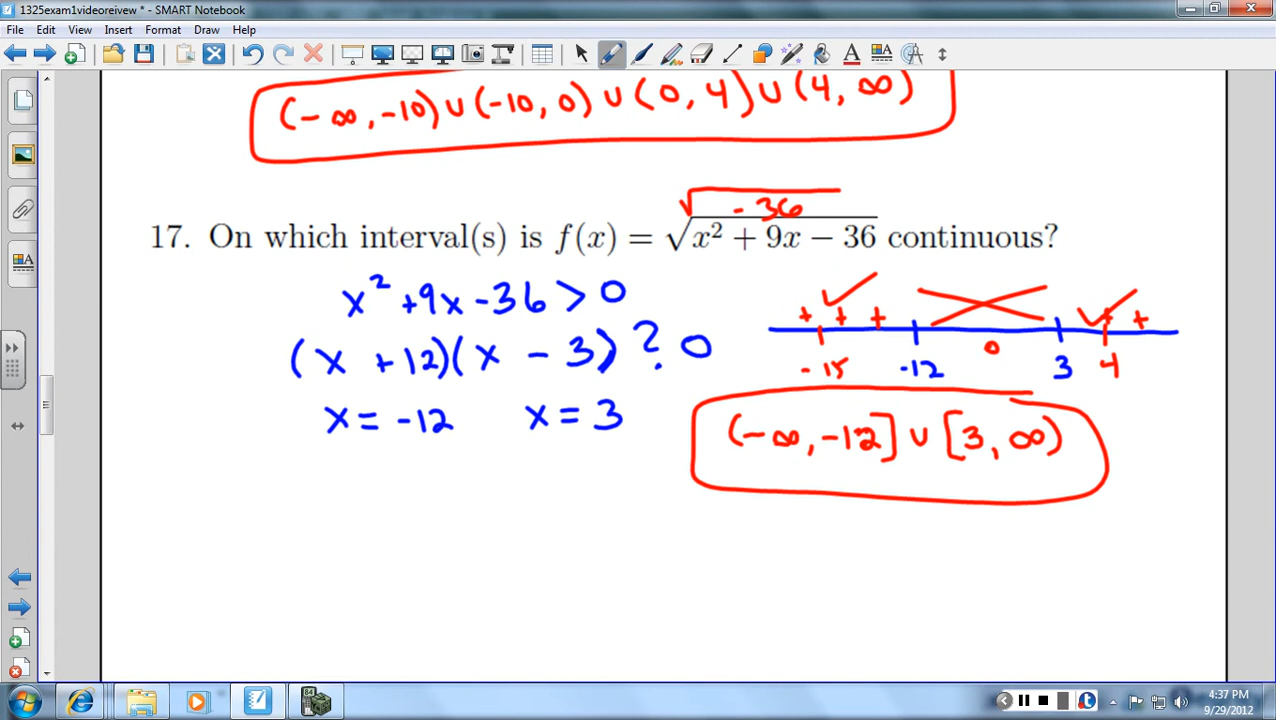 1325exam1videoreivew * - SMART Notebook
File Edit View Insert Format Draw Help
(-∞, -10) ∪ (-10, 0) ∪ (0, 4) ∪ (4, ∞)
√-36
17. On which interval(s) is f(x) = √x² + 9x − 36 continuous?
x² + 9x - 36 > 0
(x + 12)(x - 3) ? 0
x = -12 x = 3
+ + + + +
-15 -12 0 3 4
(-∞, -12] ∪ [3, ∞)
4:37 PM
9/29/2012